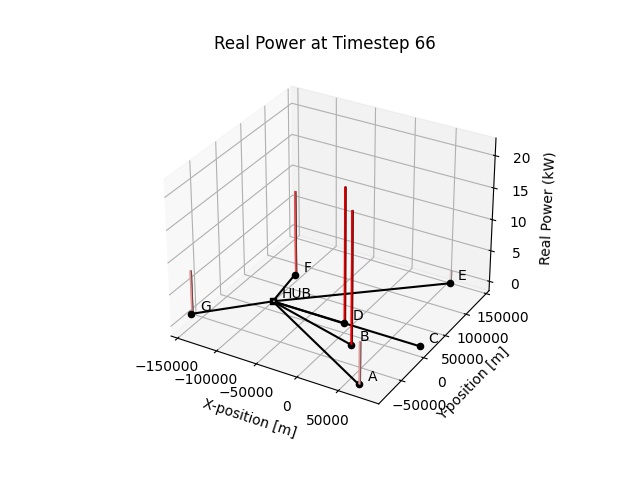 Real Power at Timestep 66
20
15
10
5
0
Real Power (kW)
E
F
HUB
G
D
B
C
A
150000
100000
50000
0
−50000
Y-position [m]
−150000
−100000
−50000
0
50000
X-position [m]